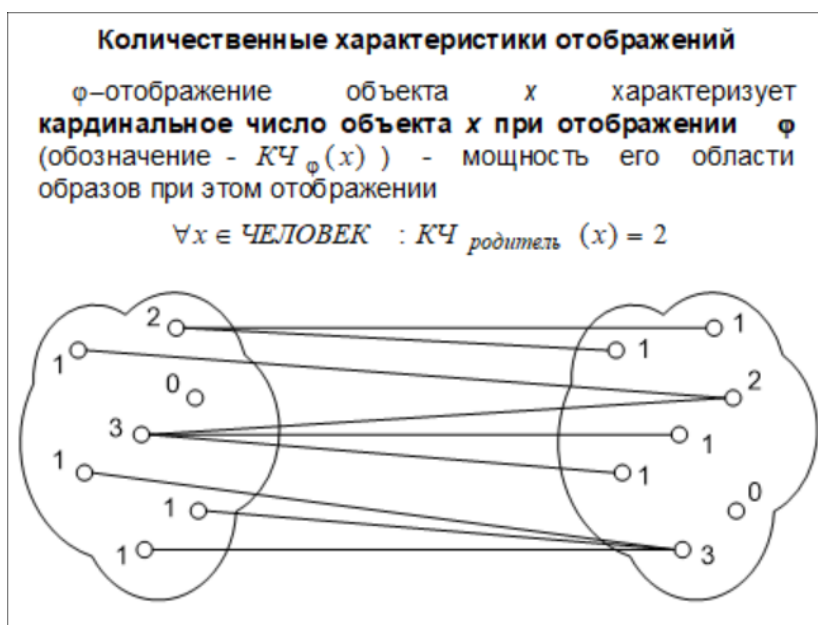 Количественные характеристики отображений
φ–отображение объекта x характеризует
кардинальное число объекта x при отображении φ
(обозначение - КЧ φ (x) ) - мощность его области
образов при этом отображении
∀x ∈ ЧЕЛОВЕК : КЧ родитель (x) = 2
2 1
1 1
0 2
3 1
1 1
1 0
1 3